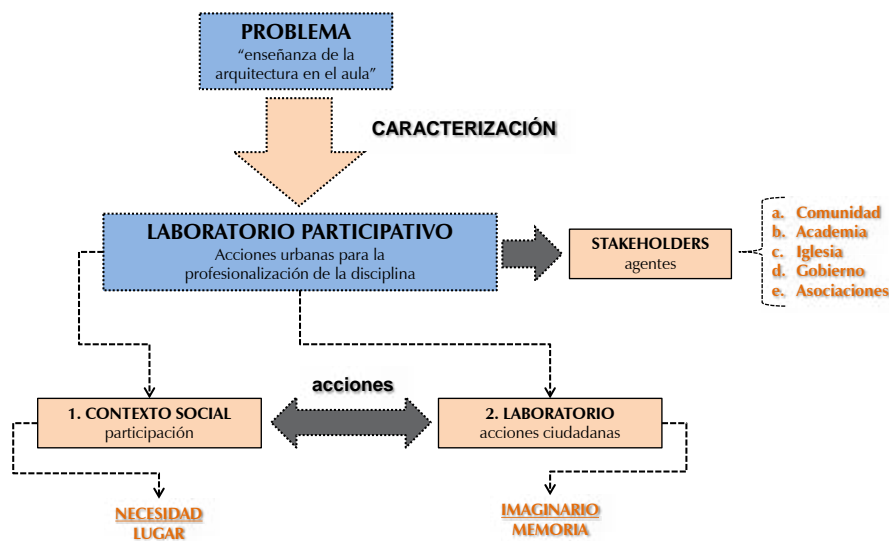 PROBLEMA
“enseñanza de la
arquitectura en el aula”
CARACTERIZACIÓN
LABORATORIO PARTICIPATIVO
Acciones urbanas para la
profesionalización de la disciplina
STAKEHOLDERS
agentes
a. Comunidad
b. Academia
c. Iglesia
d. Gobierno
e. Asociaciones
acciones
1. CONTEXTO SOCIAL
participación
2. LABORATORIO
acciones ciudadanas
NECESIDAD
LUGAR
IMAGINARIO
MEMORIA